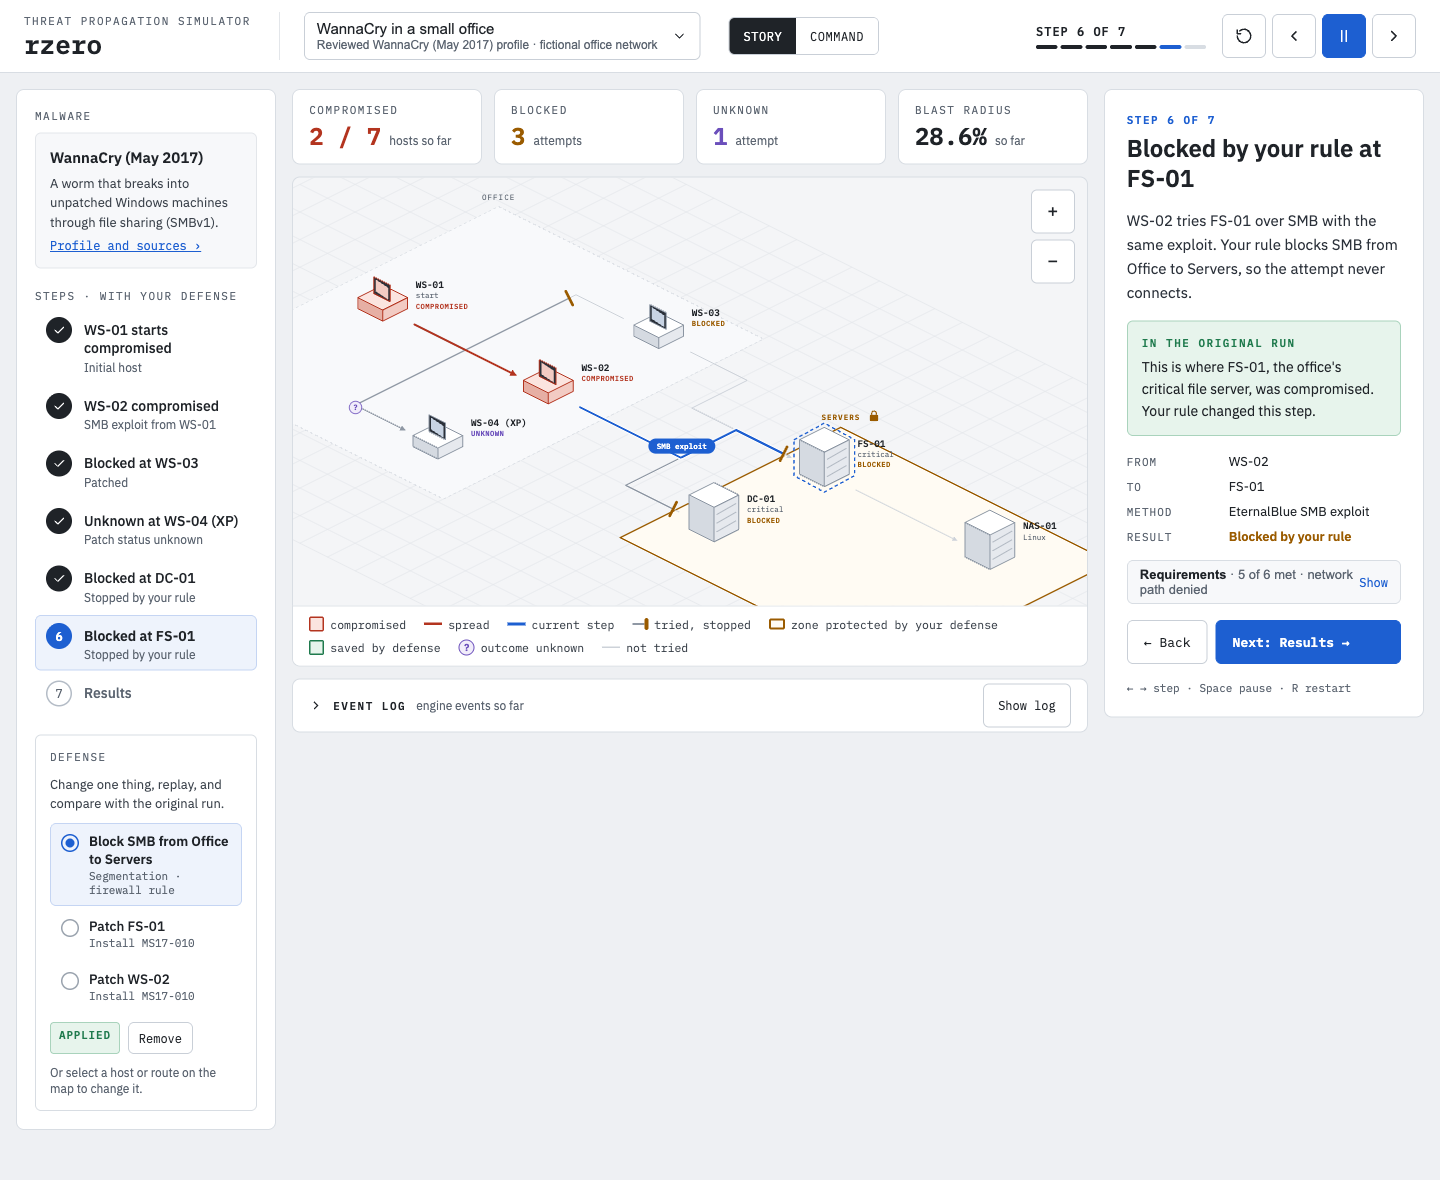 THREAT PROPAGATION SIMULATOR
rzero
WannaCry in a small office
Reviewed WannaCry (May 2017) profile · fictional office network
STORY
COMMAND
STEP 6 OF 7
MALWARE
WannaCry (May 2017)
A worm that breaks into
unpatched Windows machines
through file sharing (SMBv1).
Profile and sources ›
STEPS · WITH YOUR DEFENSE
WS-01 starts
compromised
Initial host
WS-02 compromised
SMB exploit from WS-01
Blocked at WS-03
Patched
Unknown at WS-04 (XP)
Patch status unknown
Blocked at DC-01
Stopped by your rule
6
Blocked at FS-01
Stopped by your rule
7
Results
DEFENSE
Change one thing, replay, and
compare with the original run.
Block SMB from Office
to Servers
Segmentation ·
firewall rule
Patch FS-01
Install MS17-010
Patch WS-02
Install MS17-010
APPLIED
Remove
Or select a host or route on the
map to change it.
COMPROMISED
2 / 7 hosts so far
BLOCKED
3 attempts
UNKNOWN
1 attempt
BLAST RADIUS
28.6% so far
OFFICE
+
−
WS-01
start
COMPROMISED
WS-03
BLOCKED
WS-02
COMPROMISED
?
WS-04 (XP)
UNKNOWN
SMB exploit
SERVERS
FS-01
critical
BLOCKED
DC-01
critical
BLOCKED
NAS-01
Linux
compromised
spread
current step
tried, stopped
zone protected by your defense
saved by defense
? outcome unknown
not tried
EVENT LOG engine events so far
Show log
STEP 6 OF 7
Blocked by your rule at
FS-01
WS-02 tries FS-01 over SMB with the
same exploit. Your rule blocks SMB from
Office to Servers, so the attempt never
connects.
IN THE ORIGINAL RUN
This is where FS-01, the office's
critical file server, was compromised.
Your rule changed this step.
FROM WS-02
TO FS-01
METHOD EternalBlue SMB exploit
RESULT Blocked by your rule
Requirements · 5 of 6 met · network
path denied
Show
← Back
Next: Results →
← → step · Space pause · R restart